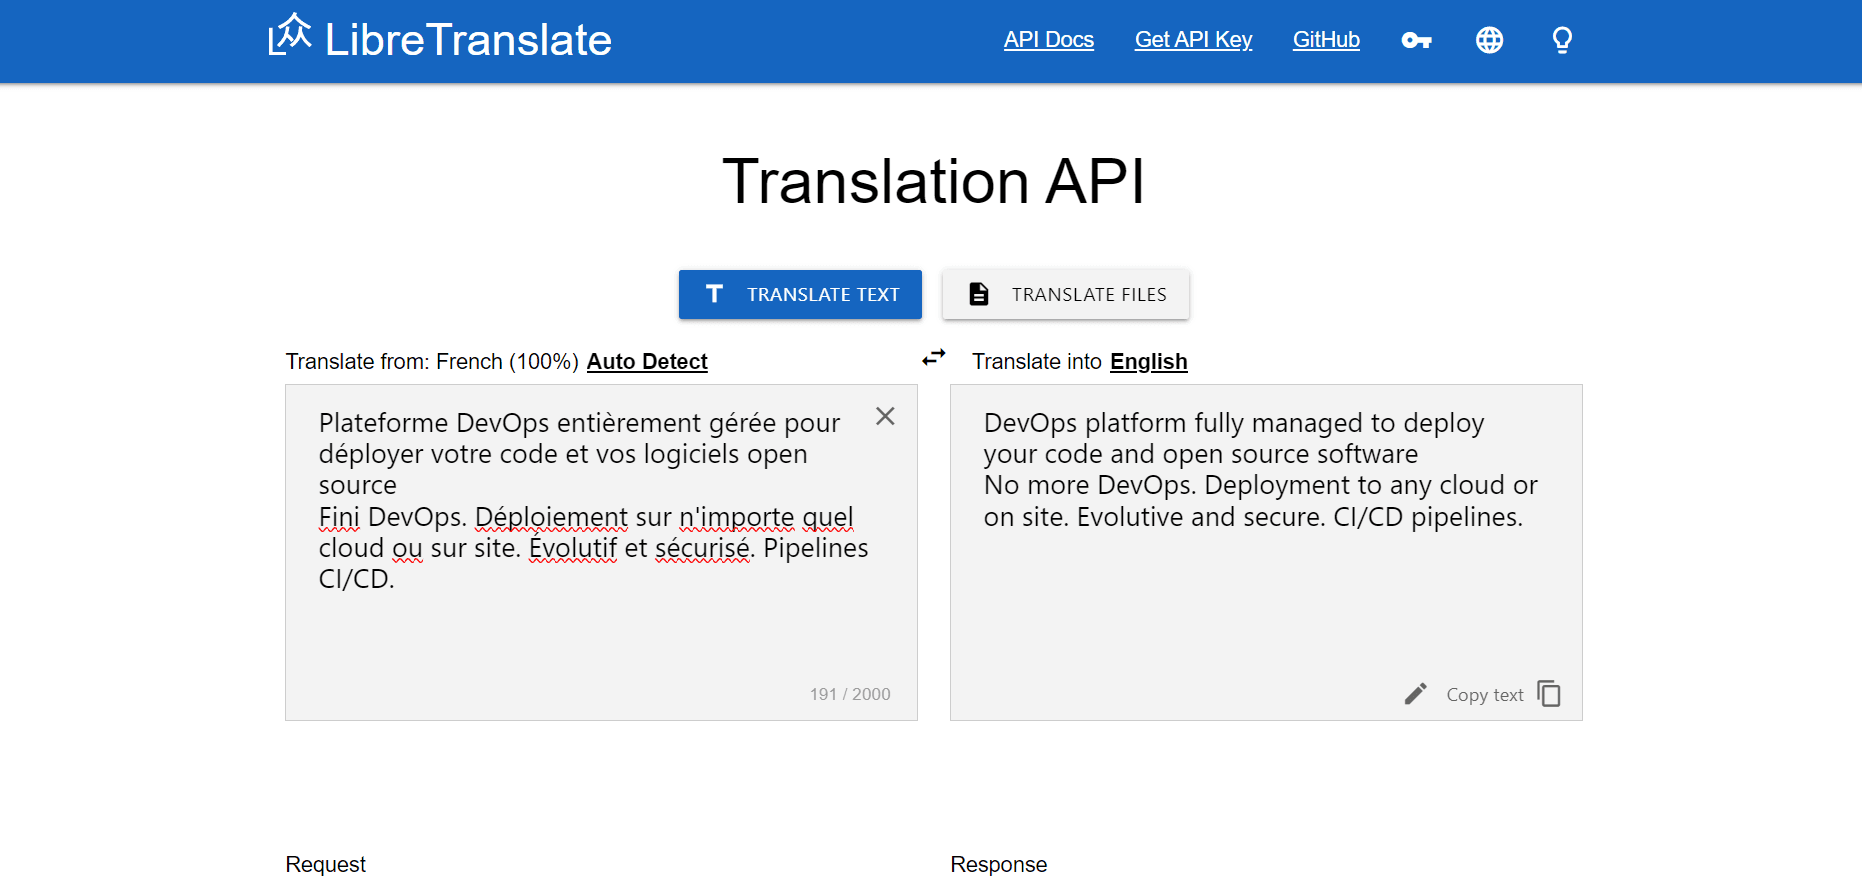 LibreTranslate
API Docs Get API Key GitHub
Translation API
TRANSLATE TEXT TRANSLATE FILES
Translate from: French (100%) Auto Detect
Translate into English
Plateforme DevOps entièrement gérée pour
déployer votre code et vos logiciels open
source
Fini DevOps. Déploiement sur n'importe quel
cloud ou sur site. Évolutif et sécurisé. Pipelines
CI/CD.
191 / 2000
DevOps platform fully managed to deploy
your code and open source software
No more DevOps. Deployment to any cloud or
on site. Evolutive and secure. CI/CD pipelines.
Copy text
Request
Response